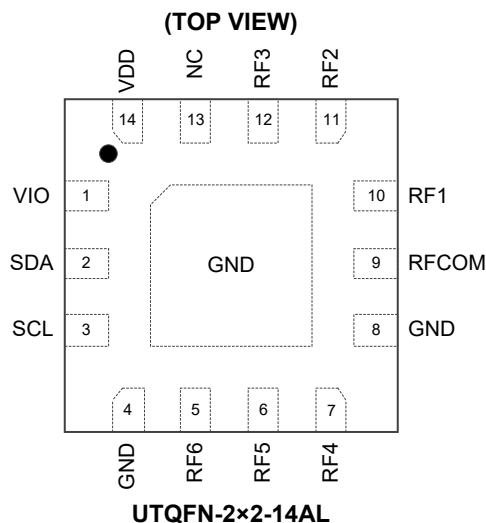 (TOP VIEW)
VDD
NC
RF3
RF2
14
13
12
11
VIO
1
10
RF1
SDA
2
GND
9
RFCOM
SCL
3
8
GND
4
5
6
7
GND
RF6
RF5
RF4
UTQFN-2×2-14AL